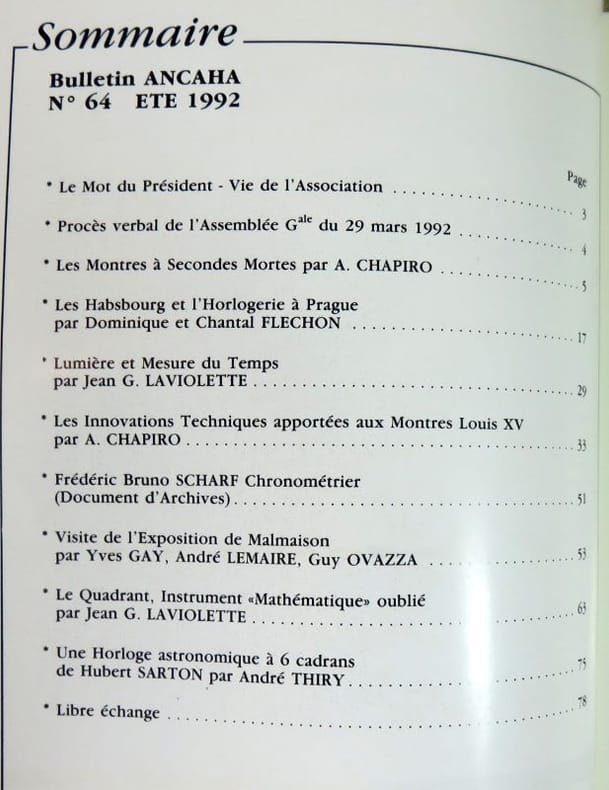 Sommaire
Bulletin ANCAHA
N° 64 ETE 1992
Page
* Le Mot du Président - Vie de l'Association ........................ 3
* Procès verbal de l'Assemblée Gale du 29 mars 1992 ................ 4
* Les Montres à Secondes Mortes par A. CHAPIRO .................. 5
* Les Habsbourg et l'Horlogerie à Prague
par Dominique et Chantal FLECHON ............................ 17
* Lumière et Mesure du Temps
par Jean G. LAVIOLETTE ...................................... 29
* Les Innovations Techniques apportées aux Montres Louis XV
par A. CHAPIRO ............................................. 33
* Frédéric Bruno SCHARF Chronométrier
(Document d'Archives) ........................................ 51
* Visite de l'Exposition de Malmaison
par Yves GAY, André LEMAIRE, Guy OVAZZA .................. 53
* Le Quadrant, Instrument «Mathématique» oublié
par Jean G. LAVIOLETTE ...................................... 63
* Une Horloge astronomique à 6 cadrans
de Hubert SARTON par André THIRY ........................... 75
* Libre échange ................................................ 78